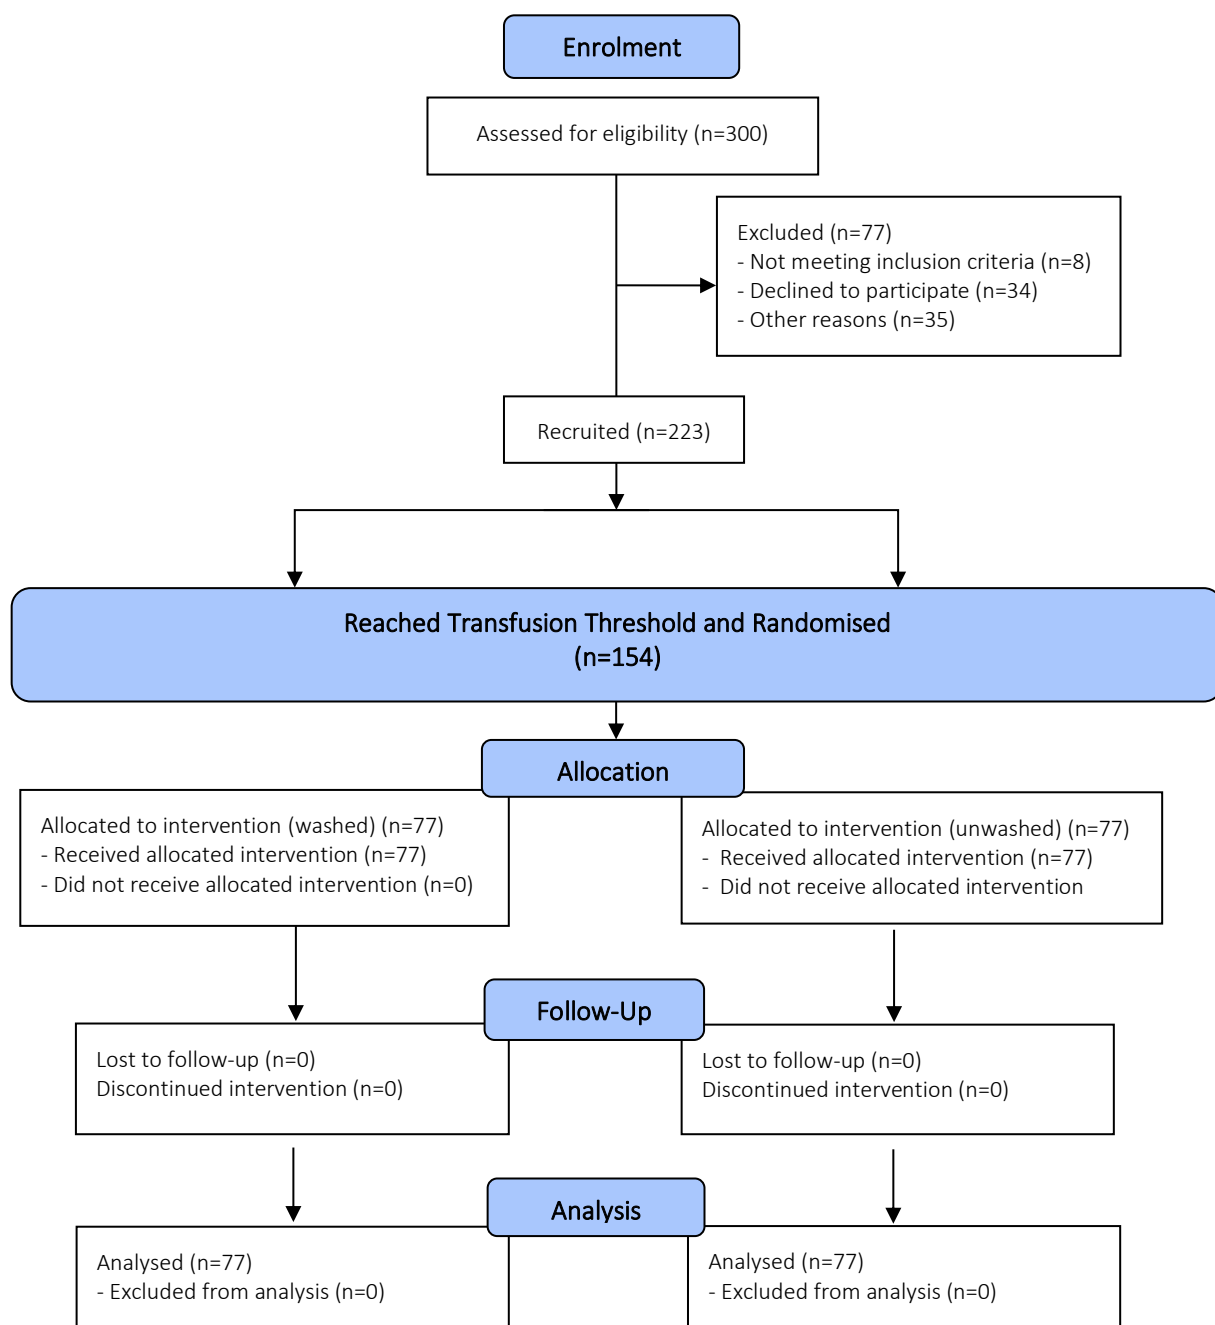 Enrolment
Assessed for eligibility (n=300)
Excluded (n=77)
- Not meeting inclusion criteria (n=8)
- Declined to participate (n=34)
- Other reasons (n=35)
Recruited (n=223)
Reached Transfusion Threshold and Randomised
(n=154)
Allocation
Allocated to intervention (washed) (n=77)
- Received allocated intervention (n=77)
- Did not receive allocated intervention (n=0)
Allocated to intervention (unwashed) (n=77)
- Received allocated intervention (n=77)
- Did not receive allocated intervention
Follow-Up
Lost to follow-up (n=0)
Discontinued intervention (n=0)
Lost to follow-up (n=0)
Discontinued intervention (n=0)
Analysis
Analysed (n=77)
- Excluded from analysis (n=0)
Analysed (n=77)
- Excluded from analysis (n=0)